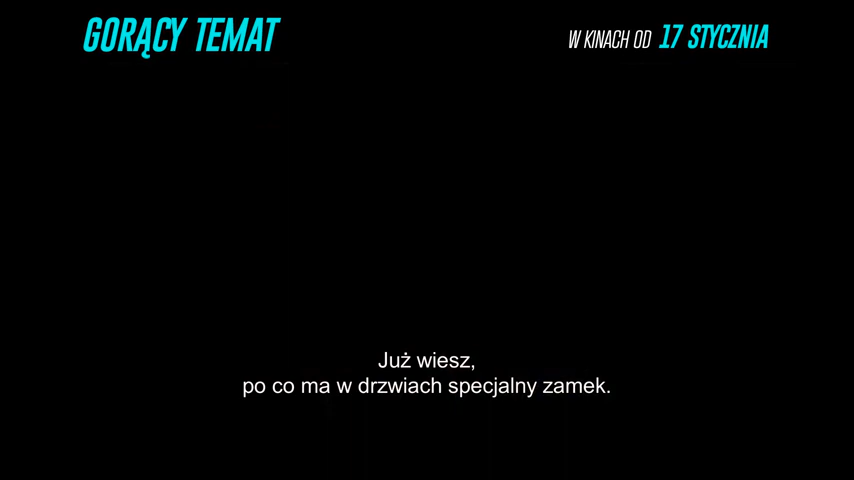 GORĄCY TEMAT
W KINACH OD 17 STYCZNIA
Już wiesz,
po co ma w drzwiach specjalny zamek.